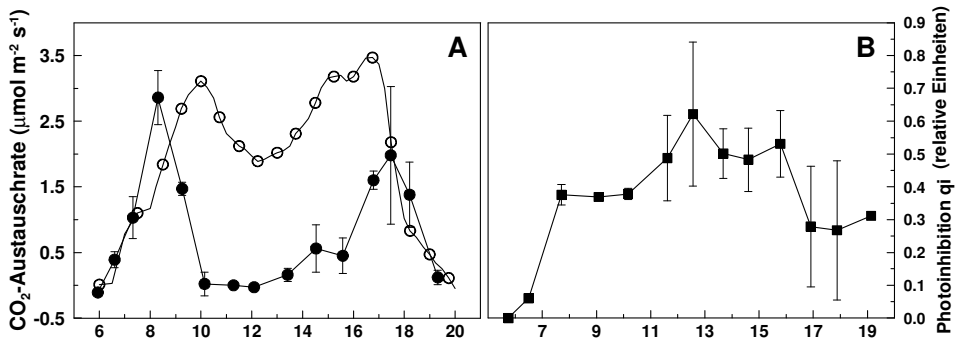 CO₂-Austauschrate (μmol m⁻² s⁻¹)
3.5
2.5
1.5
0.5
-0.5
A
6 8 10 12 14 16 18 20
B
7 9 11 13 15 17 19
0.9
0.8
0.7
0.6
0.5
0.4
0.3
0.2
0.1
0.0
Photoinhibition qi (relative Einheiten)